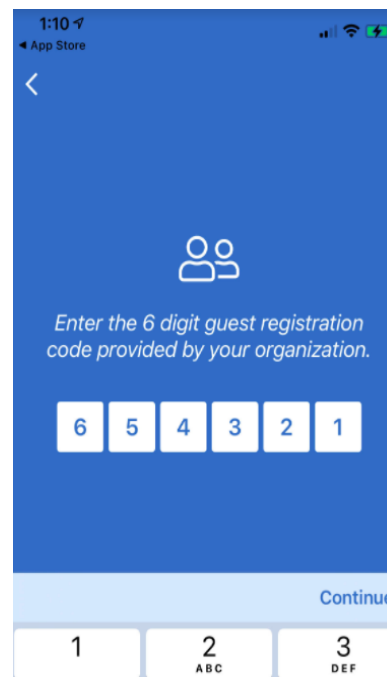 1:10
◀ App Store
Enter the 6 digit guest registration
code provided by your organization.
6 5 4 3 2 1
Continue
1 2 3
ABC DEF